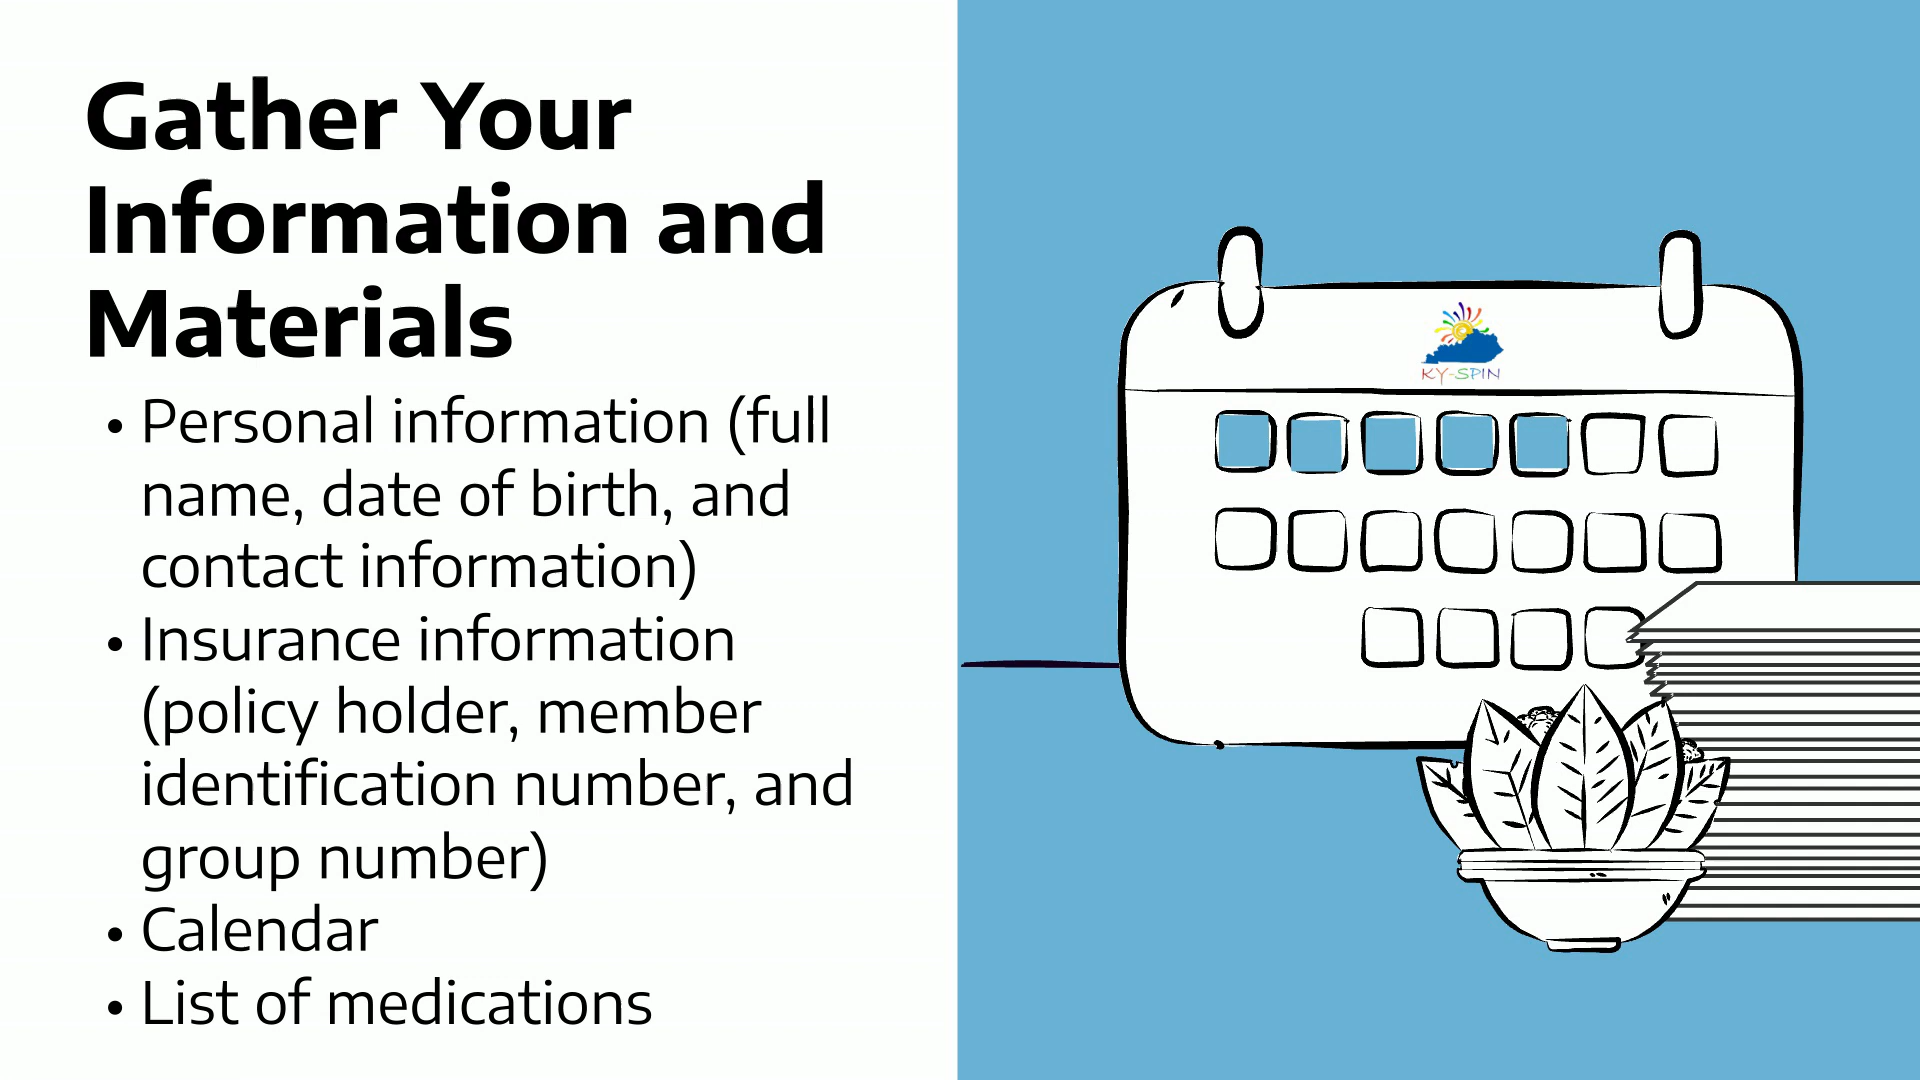 Gather Your
Information and
Materials
• Personal information (full
name, date of birth, and
contact information)
• Insurance information
(policy holder, member
identification number, and
group number)
• Calendar
• List of medications
KY-SPIN